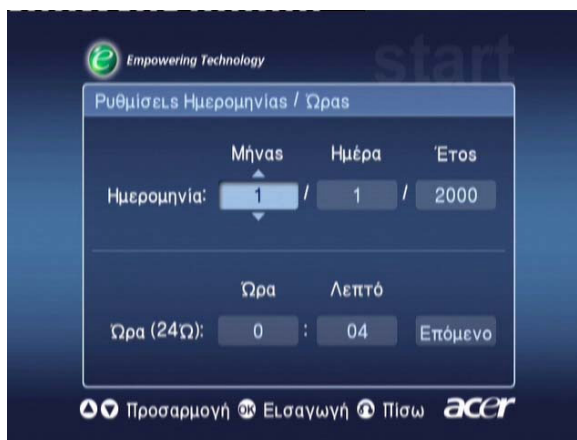 start
Empowering Technology
Ρυθμίσεις Ημερομηνίας / Ώρας
Μήνας Ημέρα Έτος
Ημερομηνία: 1 / 1 / 2000
Ώρα Λεπτό
Ώρα (24Ω): 0 : 04 Επόμενο
Προσαρμογή OK Εισαγωγή Πίσω acer